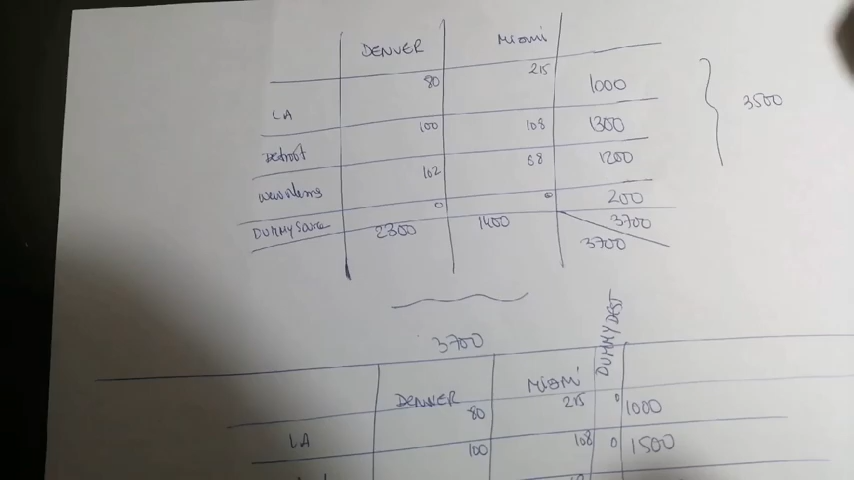 DENVER Miami
80 215 1000
LA
3500
100 108 1300
Detroit
102 68 1200
New orleans
0 0 200
DUMMY Source 2300 1400 3700
3700
3700
DUMMY DEST
DENVER Miami
80 215 0 1000
LA
100 108 0 1500